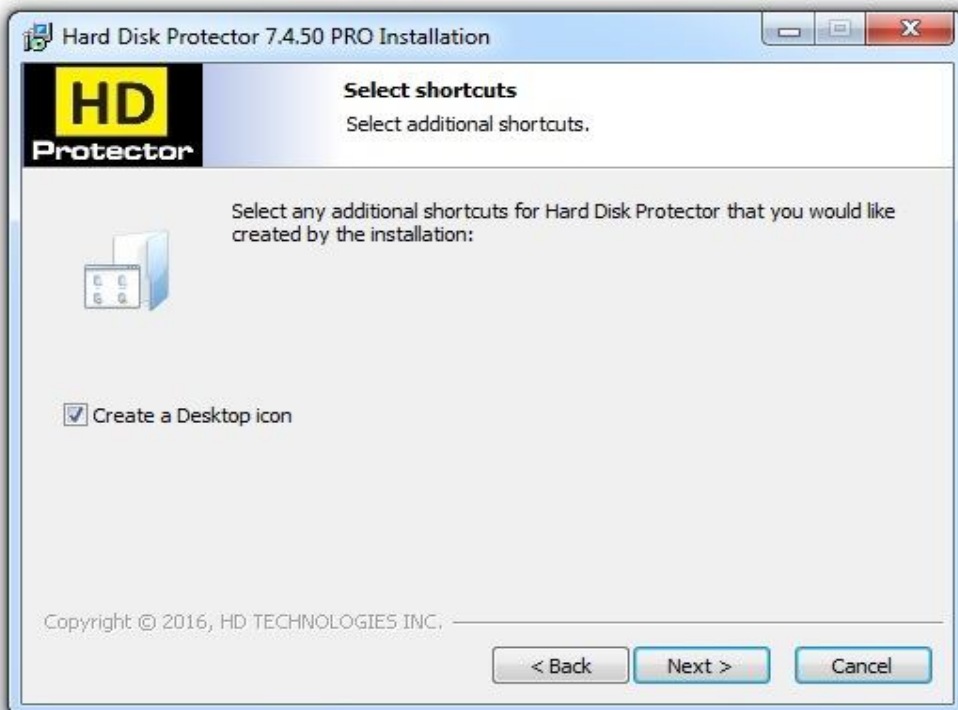 Hard Disk Protector 7.4.50 PRO Installation
HD
Protector
Select shortcuts
Select additional shortcuts.
Select any additional shortcuts for Hard Disk Protector that you would like
created by the installation:
Create a Desktop icon
Copyright © 2016, HD TECHNOLOGIES INC.
< Back Next > Cancel